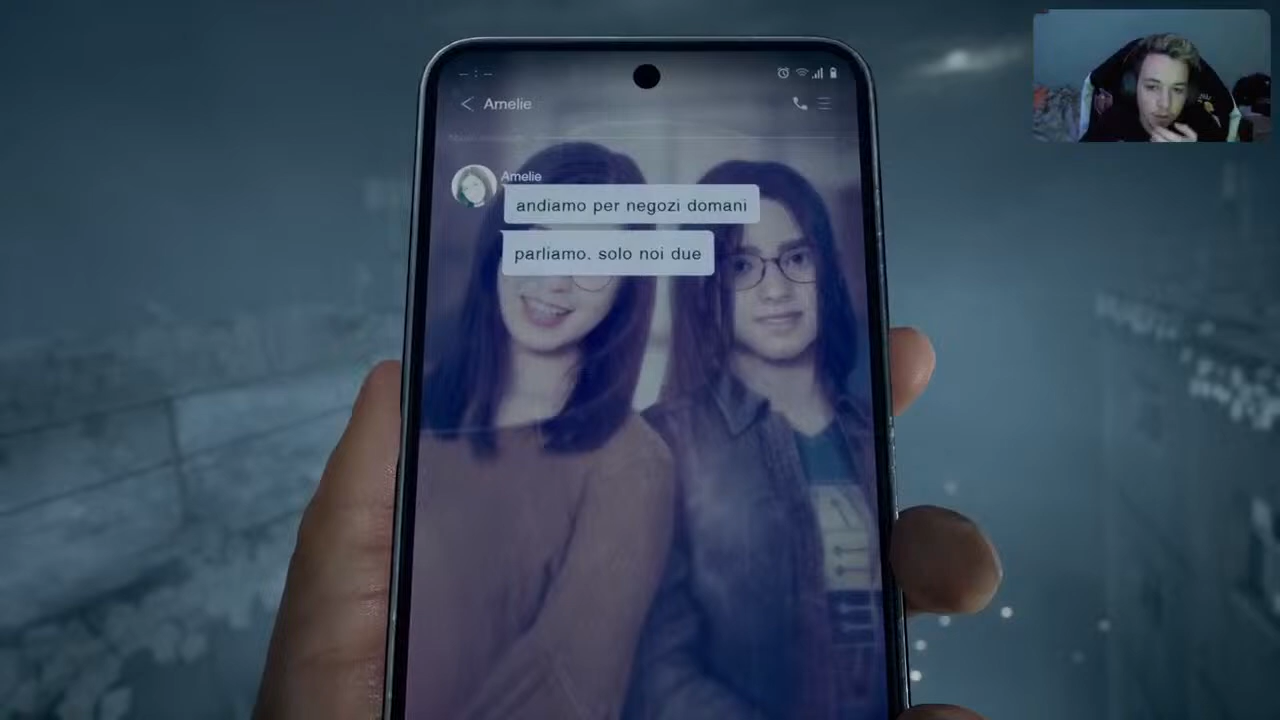 Amelie
Amelie
andiamo per negozi domani
parliamo. solo noi due